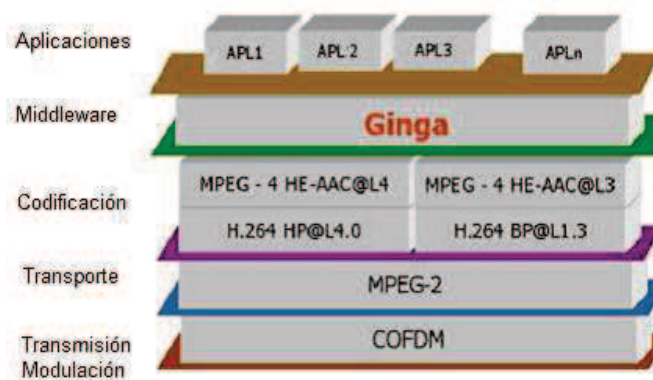 Aplicaciones
APL1 APL2 APL3 APLn
Middleware
Ginga
Codificación
MPEG - 4 HE-AAC@L4 MPEG - 4 HE-AAC@L3
H.264 HP@L4.0 H.264 BP@L1.3
Transporte
MPEG-2
Transmisión
Modulación
COFDM